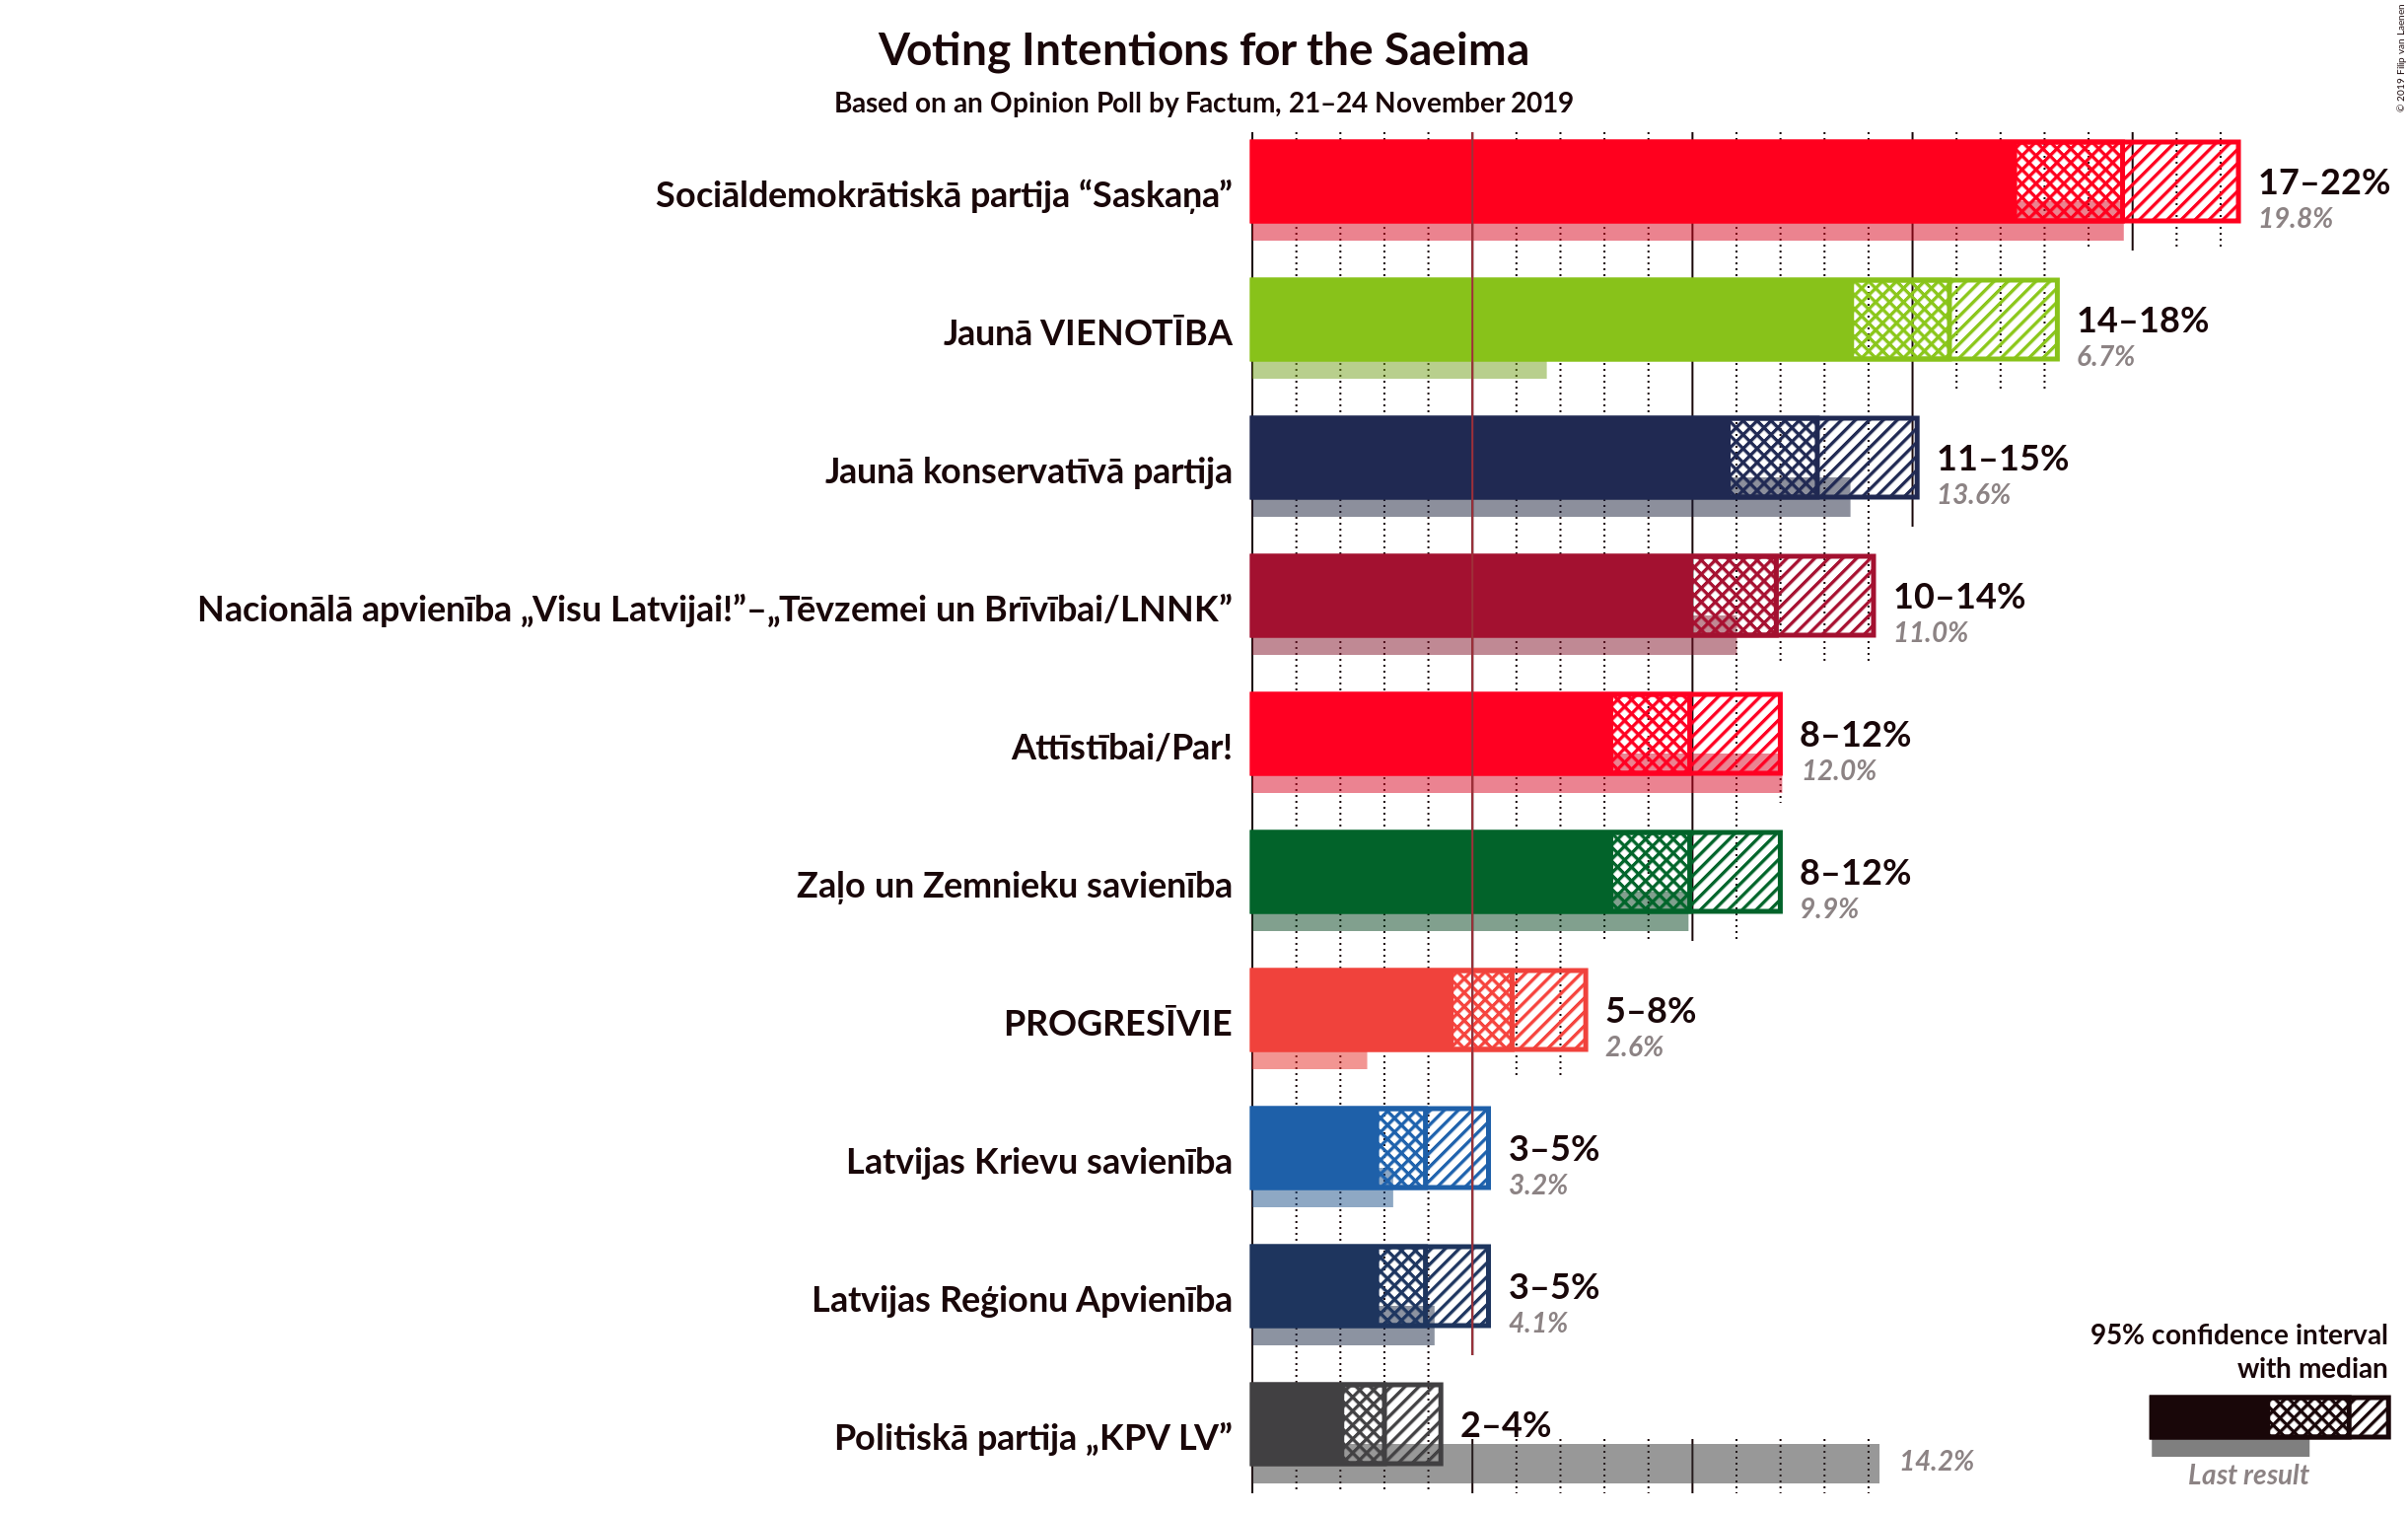 Voting Intentions for the Saeima
Based on an Opinion Poll by Factum, 21–24 November 2019
© 2019 Filip van Laenen
Sociāldemokrātiskā partija “Saskaņa”
17–22%
19.8%
Jaunā VIENOTĪBA
14–18%
6.7%
Jaunā konservatīvā partija
11–15%
13.6%
Nacionālā apvienība „Visu Latvijai!”–„Tēvzemei un Brīvībai/LNNK”
10–14%
11.0%
Attīstībai/Par!
8–12%
12.0%
Zaļo un Zemnieku savienība
8–12%
9.9%
PROGRESĪVIE
5–8%
2.6%
Latvijas Krievu savienība
3–5%
3.2%
Latvijas Reģionu Apvienība
3–5%
4.1%
Politiskā partija „KPV LV”
2–4%
14.2%
95% confidence interval
with median
Last result